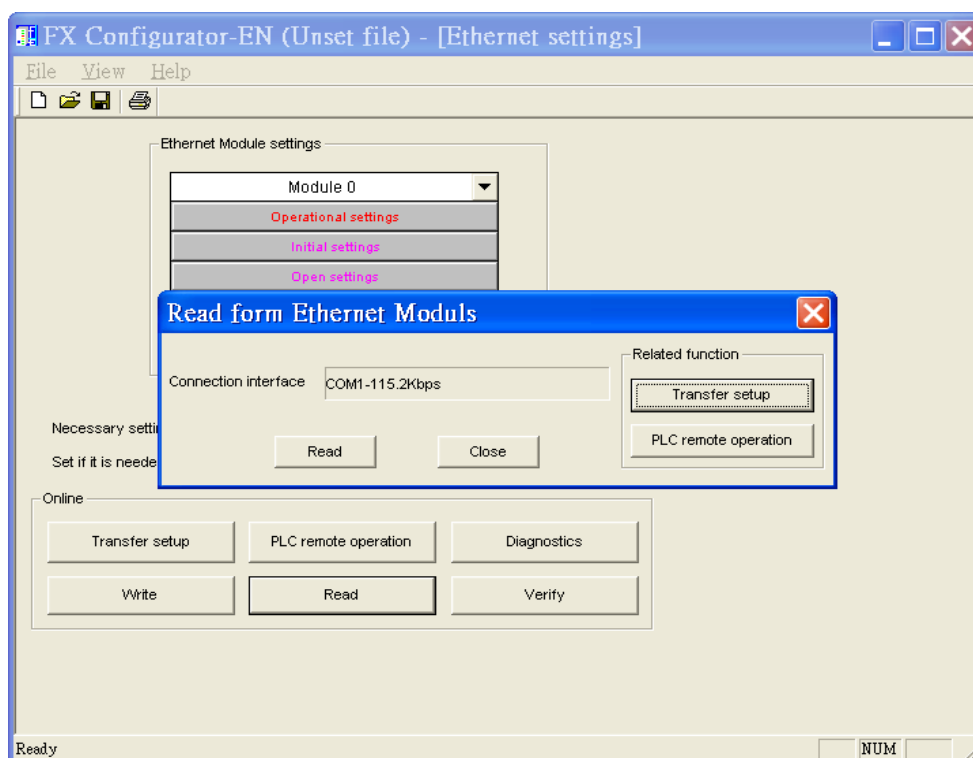 FX Configurator-EN (Unset file) - [Ethernet settings]
File View Help
Ethernet Module settings
Module 0
Operational settings
Initial settings
Open settings
Read form Ethernet Moduls
Related function
Connection interface COM1-115.2Kbps
Transfer setup
PLC remote operation
Read Close
Necessary settin
Set if it is neede
Online
Transfer setup PLC remote operation Diagnostics
Write Read Verify
Ready NUM